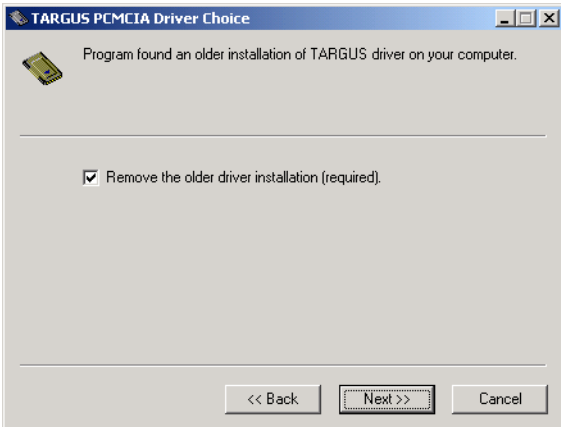 TARGUS PCMCIA Driver Choice
Program found an older installation of TARGUS driver on your computer.
Remove the older driver installation (required).
<< Back Next >> Cancel